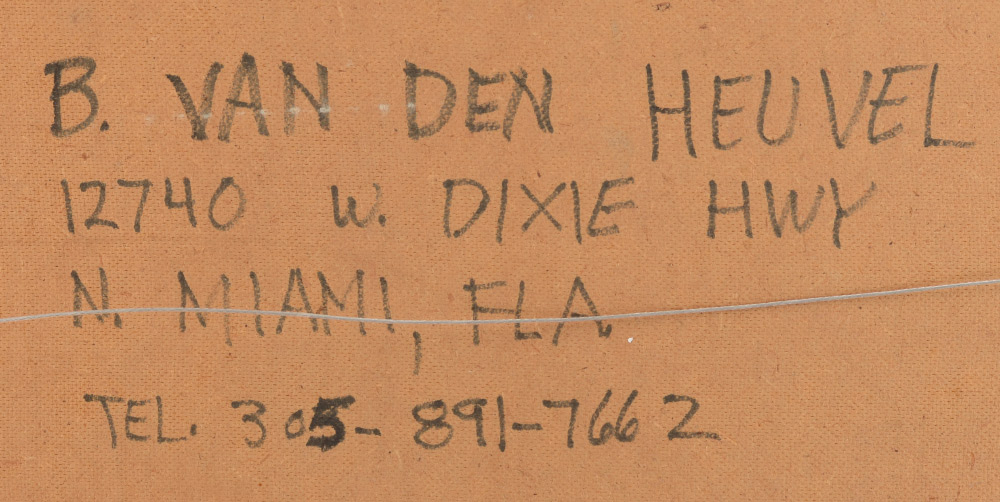 B. VAN DEN HEUVEL
12740 W. DIXIE HWY
N. MIAMI, FLA
TEL. 305-891-7662